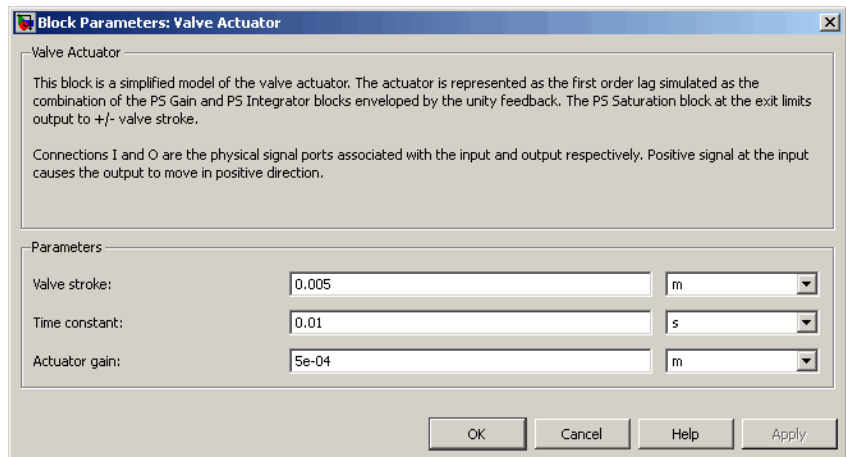 Block Parameters: Valve Actuator
Valve Actuator
This block is a simplified model of the valve actuator. The actuator is represented as the first order lag simulated as the
combination of the PS Gain and PS Integrator blocks enveloped by the unity feedback. The PS Saturation block at the exit limits
output to +/- valve stroke.
Connections I and O are the physical signal ports associated with the input and output respectively. Positive signal at the input
causes the output to move in positive direction.
Parameters
Valve stroke: 0.005 m
Time constant: 0.01 s
Actuator gain: 5e-04 m
OK Cancel Help Apply